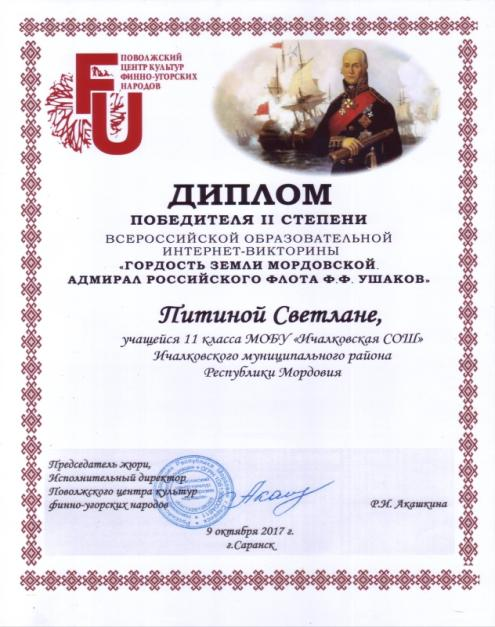 ПОВОЛЖСКИЙ
ЦЕНТР КУЛЬТУР
ФИННО-УГОРСКИХ
НАРОДОВ
FU
ДИПЛОМ
ПОБЕДИТЕЛЯ II СТЕПЕНИ
ВСЕРОССИЙСКОЙ ОБРАЗОВАТЕЛЬНОЙ
ИНТЕРНЕТ-ВИКТОРИНЫ
«ГОРДОСТЬ ЗЕМЛИ МОРДОВСКОЙ.
АДМИРАЛ РОССИЙСКОГО ФЛОТА Ф.Ф. УШАКОВ»
Питиной Светлане,
учащейся 11 класса МОБУ «Ичалковская СОШ»
Ичалковского муниципального района
Республики Мордовия
Председатель жюри,
Исполнительный директор
Поволжского центра культур
финно-угорских народов
Р.И. Акашкина
9 октября 2017 г.
г.Саранск